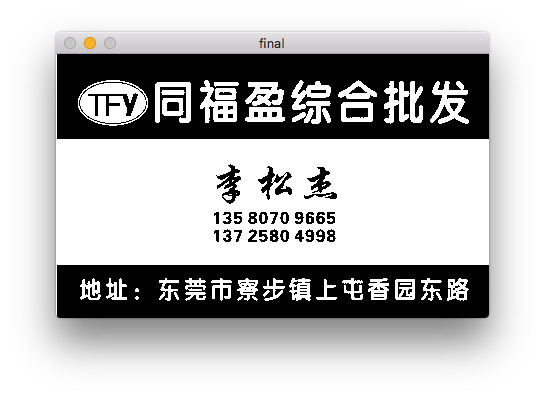 final
TFY 同福盈综合批发
李松杰
135 8070 9665
137 2580 4998
地址：东莞市寮步镇上屯香园东路